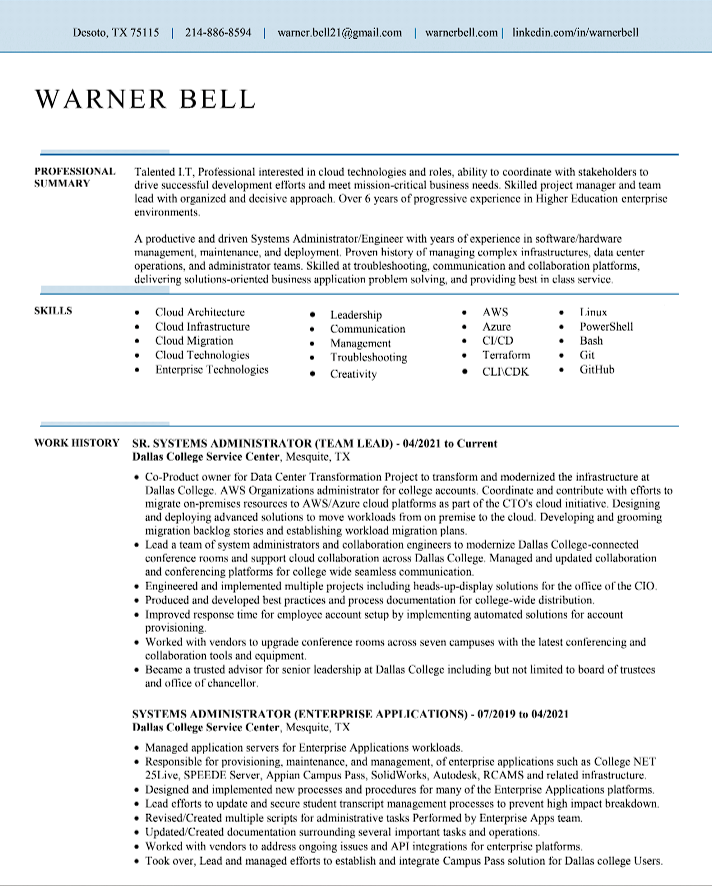 Desoto, TX 75115 | 214-886-8594 | warner.bell21@gmail.com | warnerbell.com | linkedin.com/in/warnerbell
WARNER BELL
PROFESSIONAL SUMMARY
Talented I.T, Professional interested in cloud technologies and roles, ability to coordinate with stakeholders to
drive successful development efforts and meet mission-critical business needs. Skilled project manager and team
lead with organized and decisive approach. Over 6 years of progressive experience in Higher Education enterprise
environments.
A productive and driven Systems Administrator/Engineer with years of experience in software/hardware
management, maintenance, and deployment. Proven history of managing complex infrastructures, data center
operations, and administrator teams. Skilled at troubleshooting, communication and collaboration platforms,
delivering solutions-oriented business application problem solving, and providing best in class service.
SKILLS
• Cloud Architecture
• Cloud Infrastructure
• Cloud Migration
• Cloud Technologies
• Enterprise Technologies
• Leadership
• Communication
• Management
• Troubleshooting
• Creativity
• AWS
• Azure
• CI/CD
• Terraform
• CLI\CDK
• Linux
• PowerShell
• Bash
• Git
• GitHub
WORK HISTORY
SR. SYSTEMS ADMINISTRATOR (TEAM LEAD) - 04/2021 to Current
Dallas College Service Center, Mesquite, TX
• Co-Product owner for Data Center Transformation Project to transform and modernized the infrastructure at
Dallas College. AWS Organizations administrator for college accounts. Coordinate and contribute with efforts to
migrate on-premises resources to AWS/Azure cloud platforms as part of the CTO's cloud initiative. Designing
and deploying advanced solutions to move workloads from on premise to the cloud. Developing and grooming
migration backlog stories and establishing workload migration plans.
• Lead a team of system administrators and collaboration engineers to modernize Dallas College-connected
conference rooms and support cloud collaboration across Dallas College. Managed and updated collaboration
and conferencing platforms for college wide seamless communication.
• Engineered and implemented multiple projects including heads-up-display solutions for the office of the CIO.
• Produced and developed best practices and process documentation for college-wide distribution.
• Improved response time for employee account setup by implementing automated solutions for account
provisioning.
• Worked with vendors to upgrade conference rooms across seven campuses with the latest conferencing and
collaboration tools and equipment.
• Became a trusted advisor for senior leadership at Dallas College including but not limited to board of trustees
and office of chancellor.
SYSTEMS ADMINISTRATOR (ENTERPRISE APPLICATIONS) - 07/2019 to 04/2021
Dallas College Service Center, Mesquite, TX
• Managed application servers for Enterprise Applications workloads.
• Responsible for provisioning, maintenance, and management, of enterprise applications such as College NET
25Live, SPEEDE Server, Appian Campus Pass, SolidWorks, Autodesk, RCAMS and related infrastructure.
• Designed and implemented new processes and procedures for many of the Enterprise Applications platforms.
• Lead efforts to update and secure student transcript management processes to prevent high impact breakdown.
• Revised/Created multiple scripts for administrative tasks Performed by Enterprise Apps team.
• Updated/Created documentation surrounding several important tasks and operations.
• Worked with vendors to address ongoing issues and API integrations for enterprise platforms.
• Took over, Lead and managed efforts to establish and integrate Campus Pass solution for Dallas college Users.